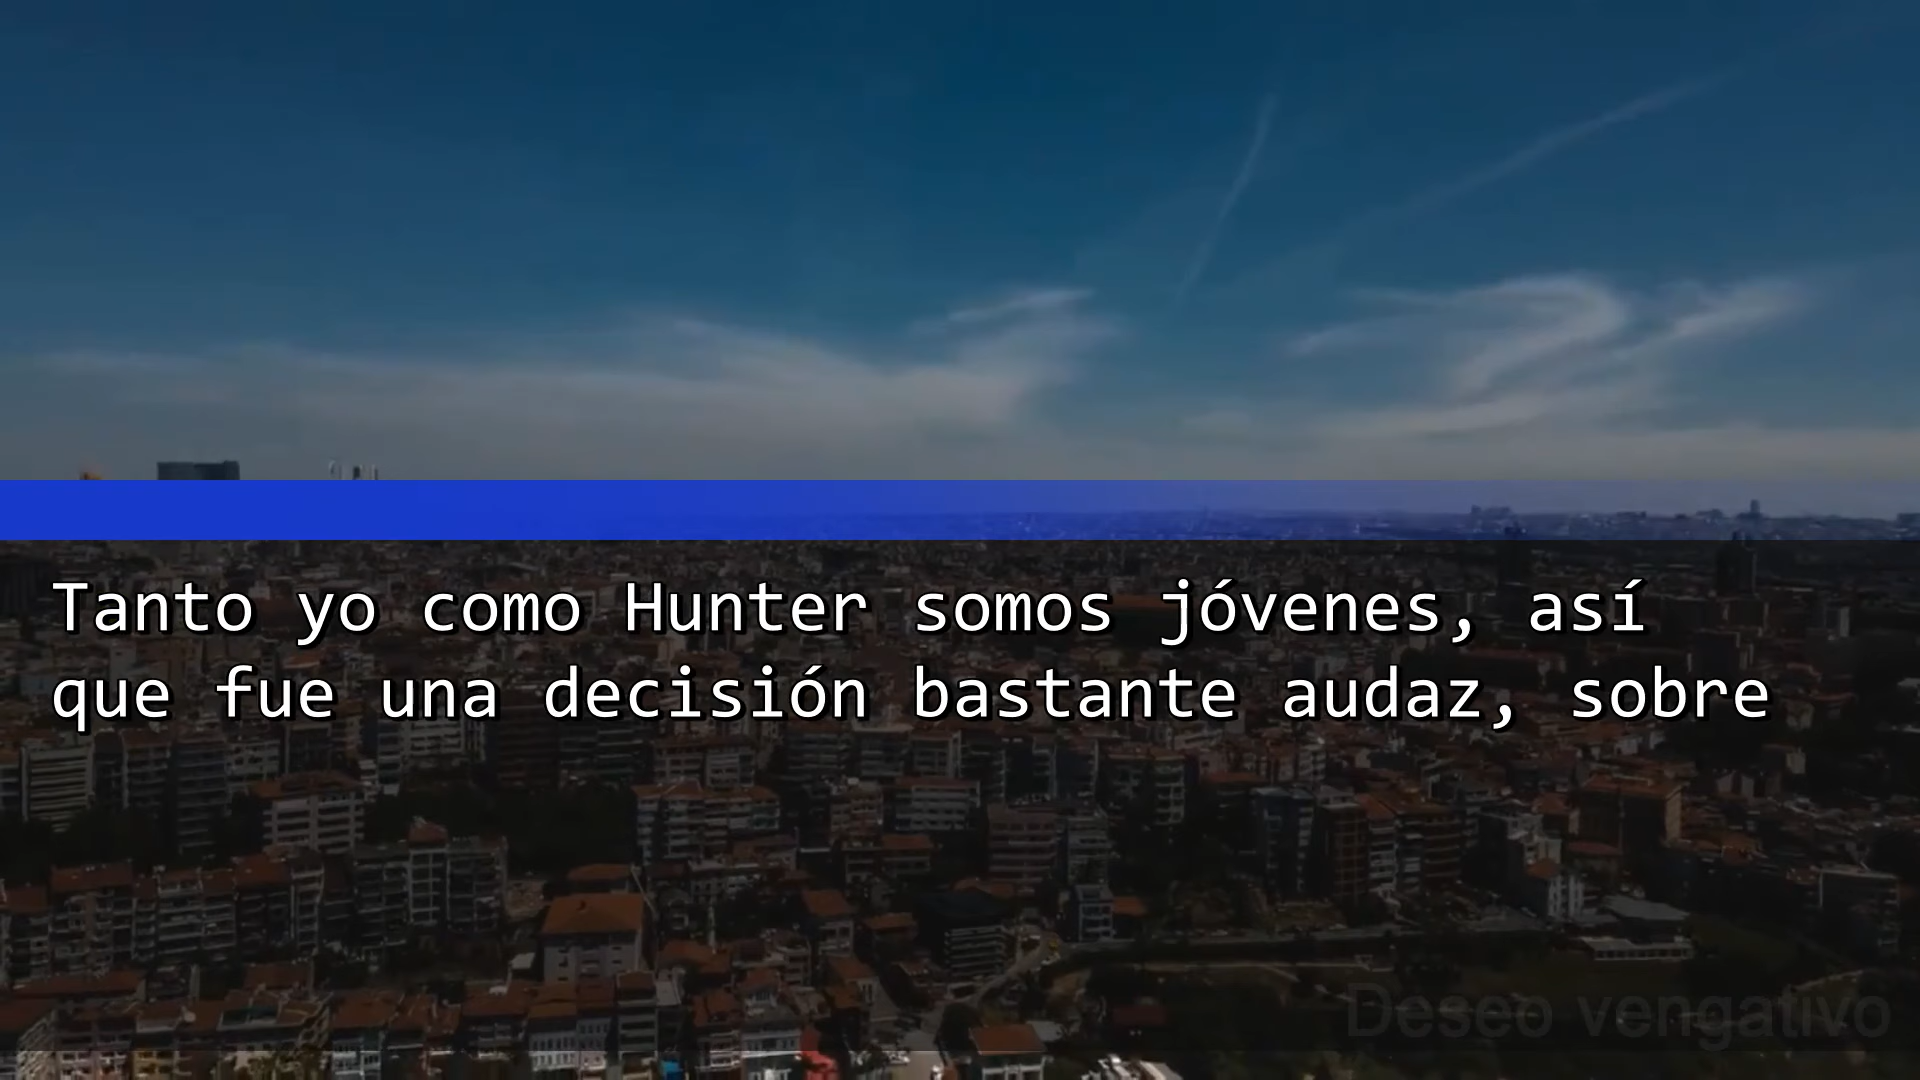 Tanto yo como Hunter somos jóvenes, así
que fue una decisión bastante audaz, sobre
Deseo vengativo